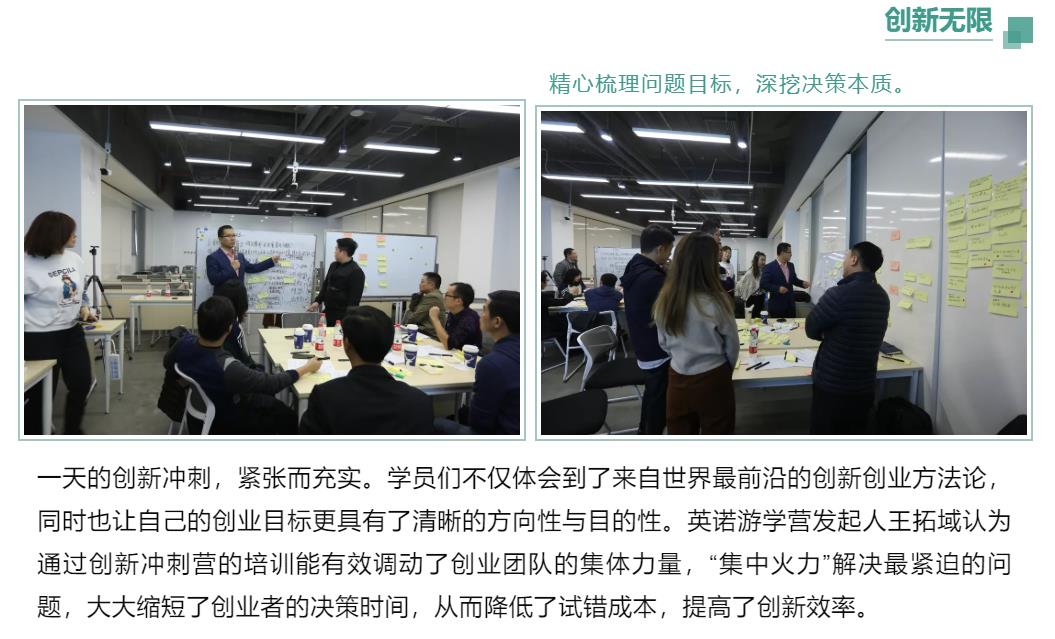 创新无限
精心梳理问题目标，深挖决策本质。
SEPCILL
一天的创新冲刺，紧张而充实。学员们不仅体会到了来自世界最前沿的创新创业方法论，
同时也让自己的创业目标更具有了清晰的方向性与目的性。英诺游学营发起人王拓域认为
通过创新冲刺营的培训能有效调动了创业团队的集体力量，“集中火力”解决最紧迫的问
题，大大缩短了创业者的决策时间，从而降低了试错成本，提高了创新效率。